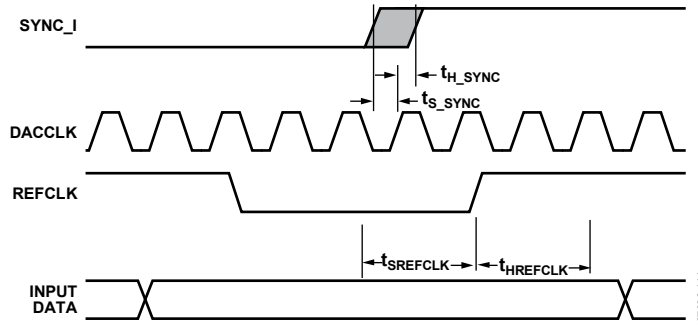 SYNC_I
tH_SYNC
tS_SYNC
DACCLK
REFCLK
tSREFCLK
tHREFCLK
INPUT
DATA